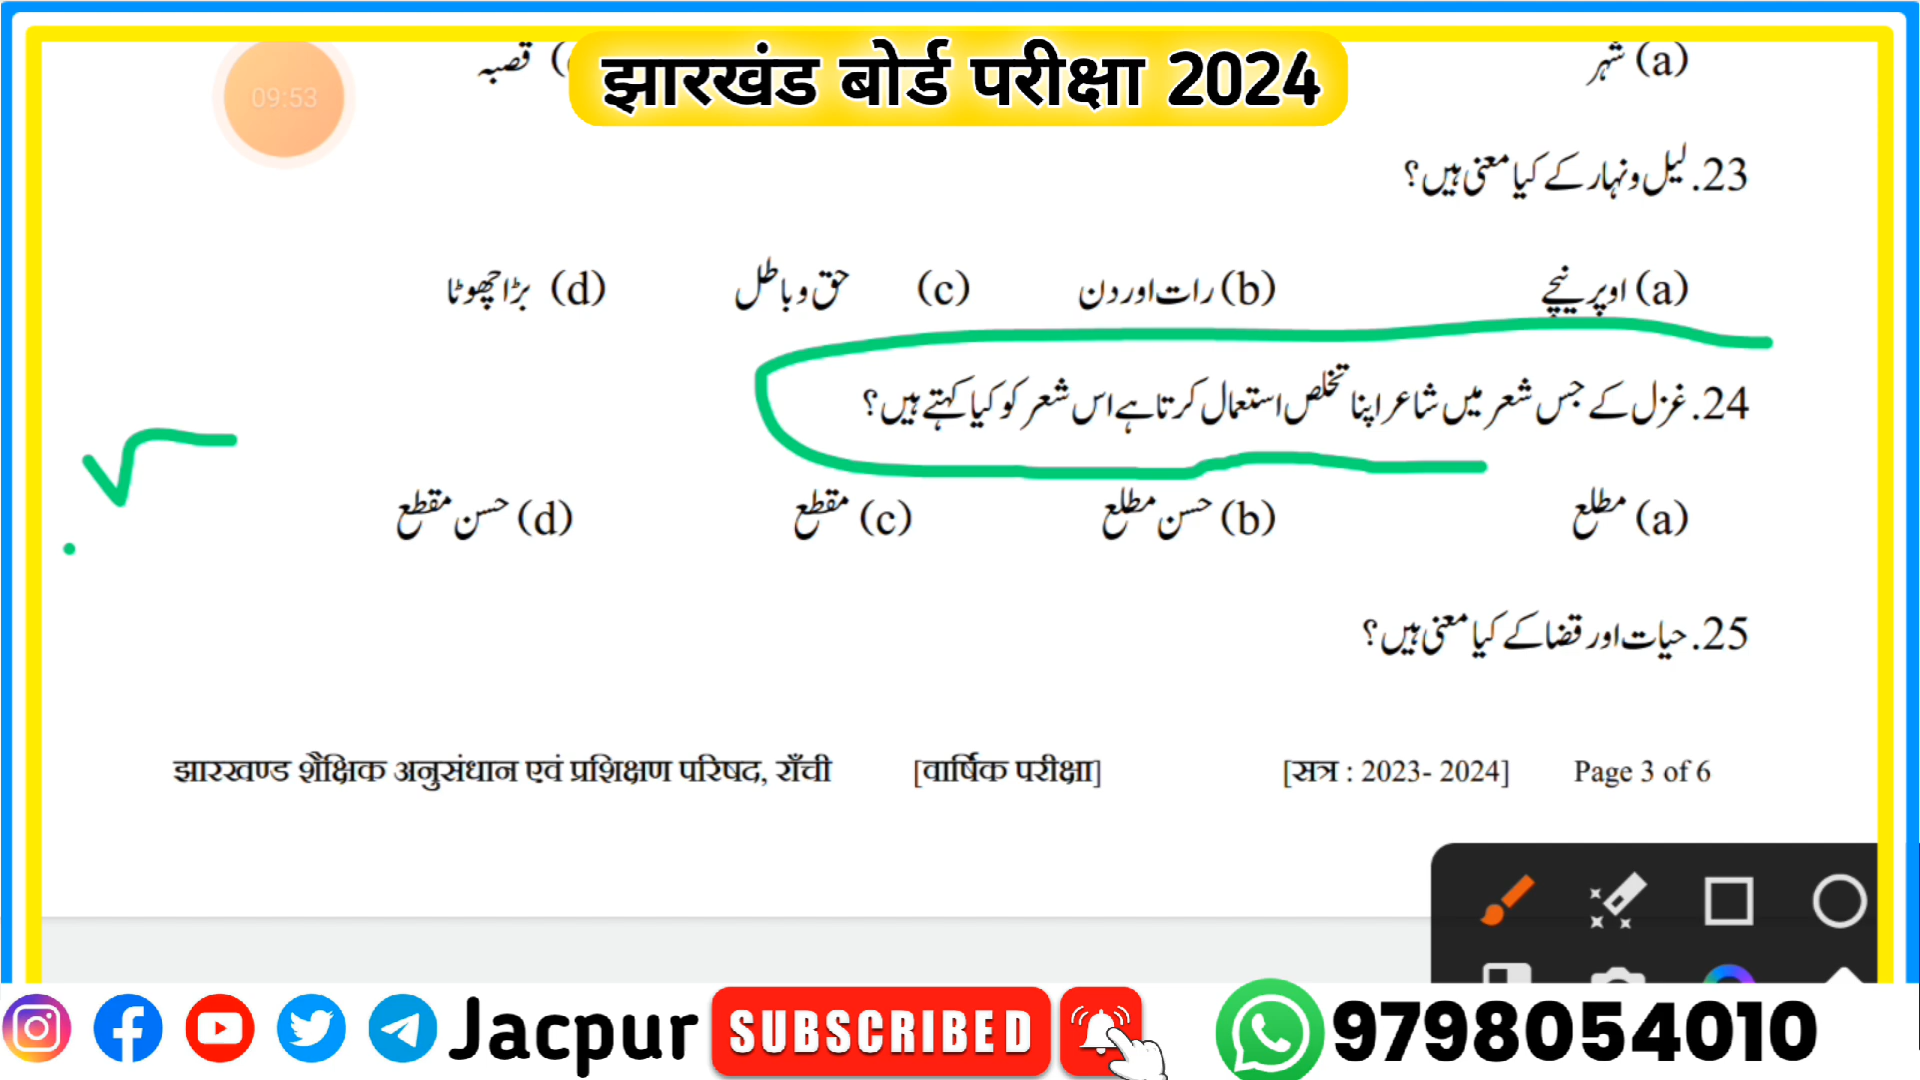 झारखंड बोर्ड परीक्षा 2024
09:53
(a) شہر
) قصبہ
23. لیل و نہار کے کیا معنی ہیں؟
(a) اوپر نیچے (b) رات اور دن (c) حق و باطل (d) بڑا چھوٹا
24. غزل کے جس شعر میں شاعر اپنا تخلص استعمال کرتا ہے اس شعر کو کیا کہتے ہیں؟
(a) مطلع (b) حسن مطلع (c) مقطع (d) حسن مقطع
25. حیات اور قضا کے کیا معنی ہیں؟
झारखण्ड शैक्षिक अनुसंधान एवं प्रशिक्षण परिषद, राँची [वार्षिक परीक्षा] [सत्र : 2023- 2024] Page 3 of 6
Jacpur SUBSCRIBED 9798054010